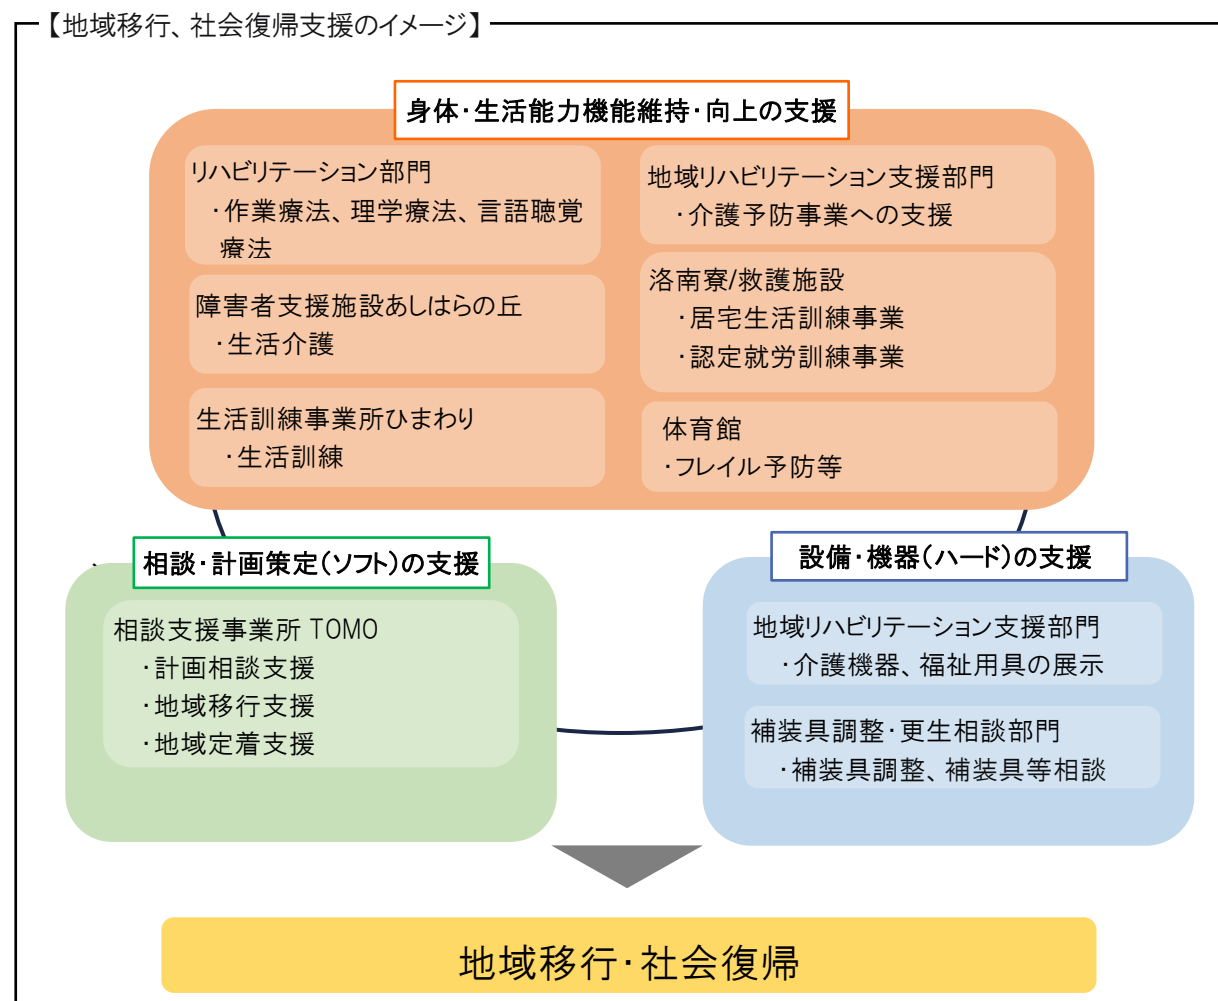 【地域移行、社会復帰支援のイメージ】
身体・生活能力機能維持・向上の支援
リハビリテーション部門
・作業療法、理学療法、言語聴覚
療法
障害者支援施設あしはらの丘
・生活介護
生活訓練事業所ひまわり
・生活訓練
地域リハビリテーション支援部門
・介護予防事業への支援
洛南寮/救護施設
・居宅生活訓練事業
・認定就労訓練事業
体育館
・フレイル予防等
相談・計画策定(ソフト)の支援
相談支援事業所 TOMO
・計画相談支援
・地域移行支援
・地域定着支援
設備・機器(ハード)の支援
地域リハビリテーション支援部門
・介護機器、福祉用具の展示
補装具調整・更生相談部門
・補装具調整、補装具等相談
地域移行・社会復帰